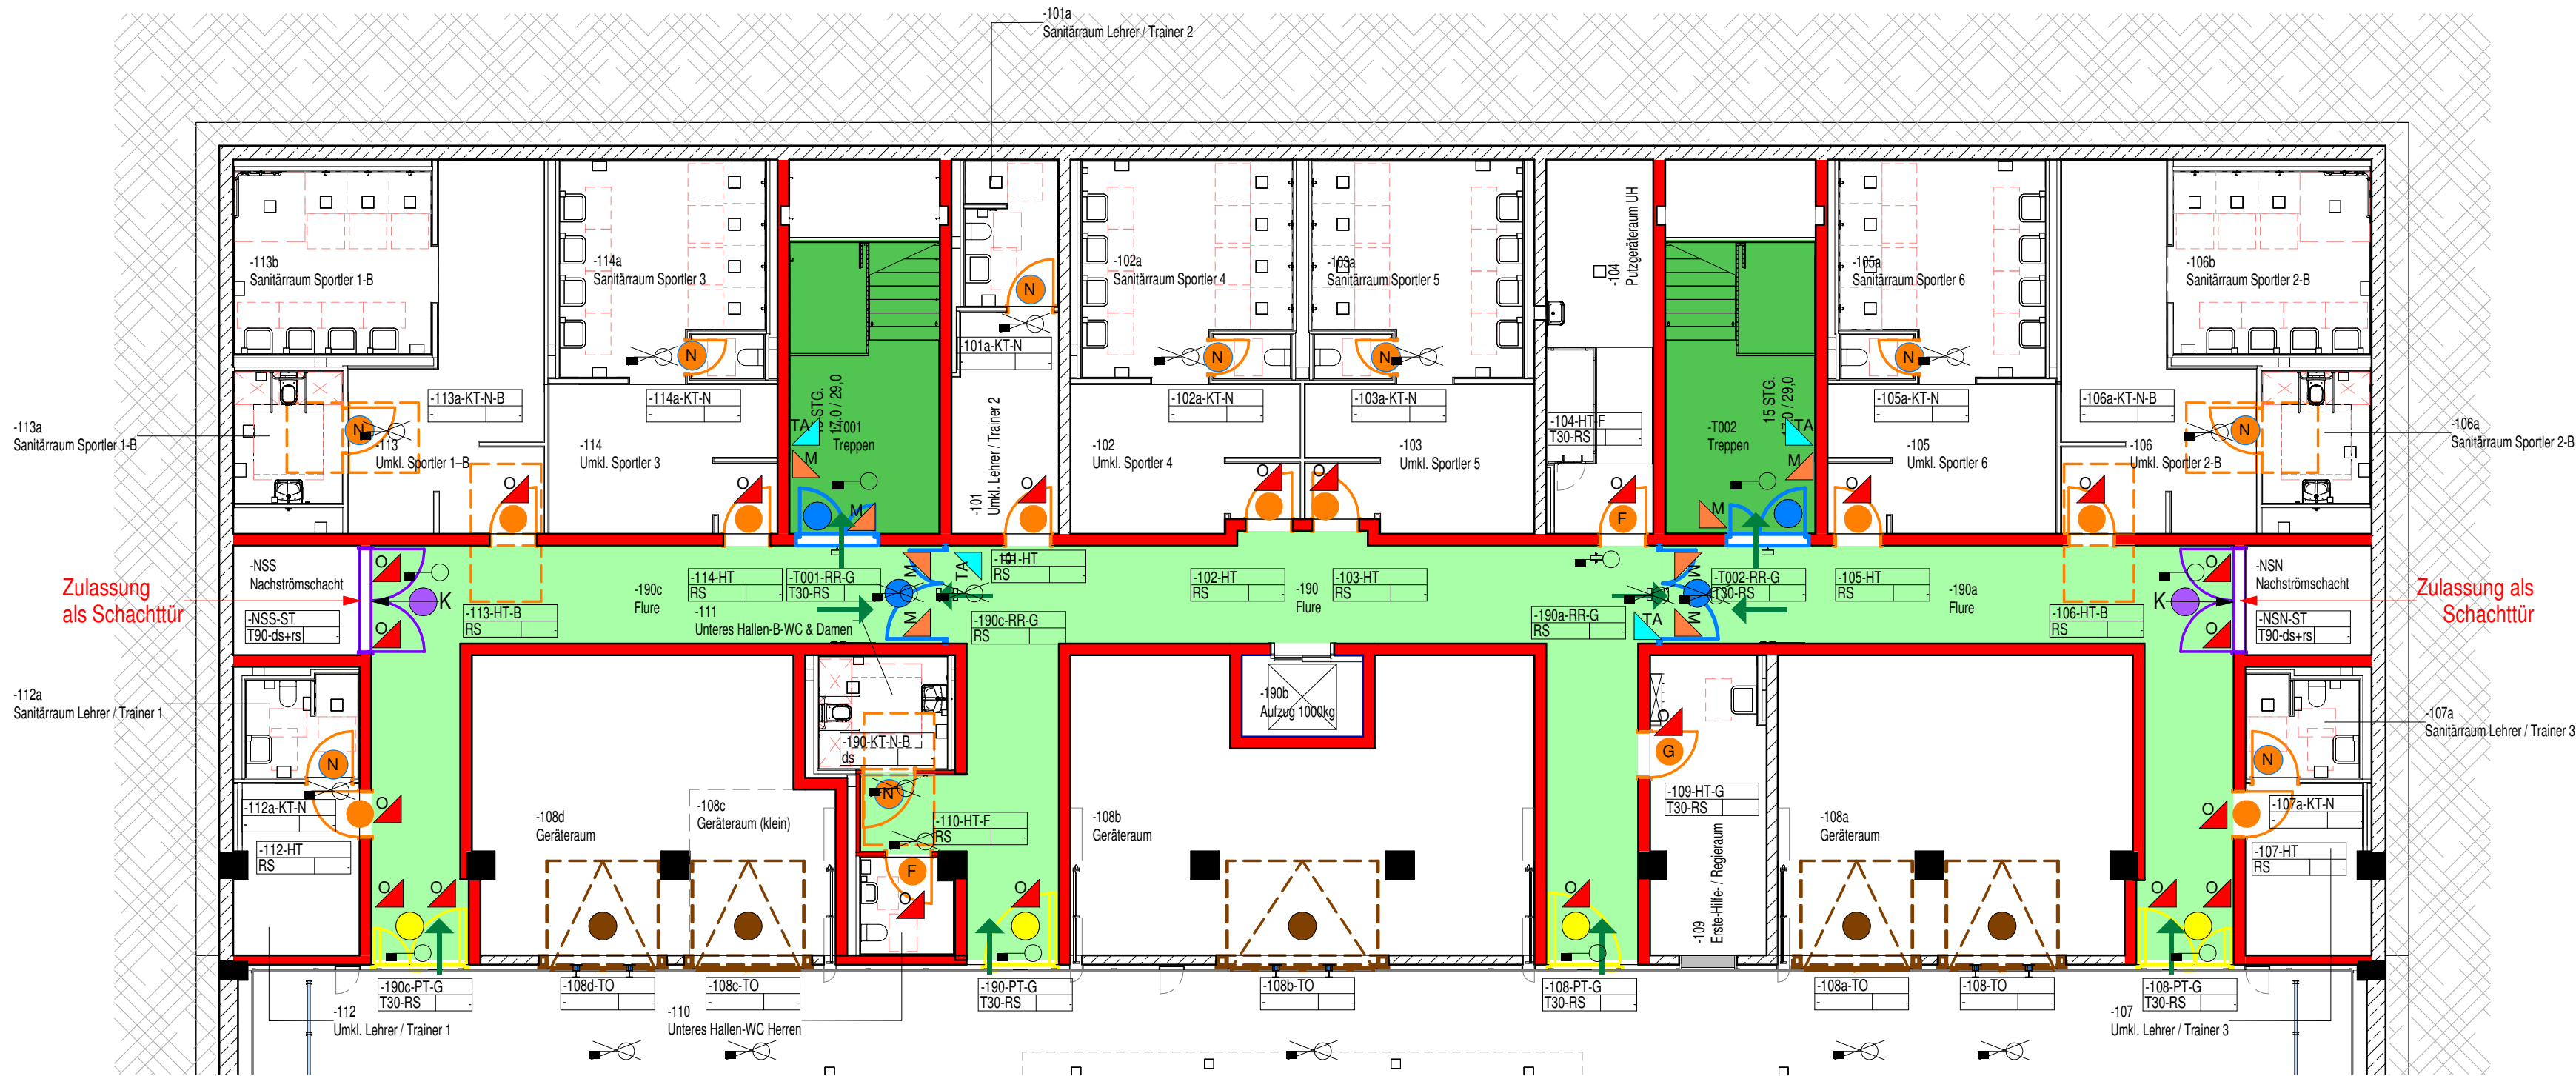 -101a
Sanitärraum Lehrer / Trainer 2
-113b
Sanitärraum Sportler 1-B
-114a
Sanitärraum Sportler 3
-102a
Sanitärraum Sportler 4
-103a
Sanitärraum Sportler 5
-104
Putzgeräteraum UH
-105a
Sanitärraum Sportler 6
-106b
Sanitärraum Sportler 2-B
N
N
N
N
N
-101a-KT-N
-113a-KT-N-B
-114a-KT-N
-102a-KT-N
-103a-KT-N
-105a-KT-N
-106a-KT-N-B
-104-HT-F
T30-RS
-113a
Sanitärraum Sportler 1-B
N
-113
Umkl. Sportler 1–B
-114
Umkl. Sportler 3
STG.
17,0 / 29,0
-T001
Treppen
TA
M
M
-101
Umkl. Lehrer / Trainer 2
-102
Umkl. Sportler 4
-103
Umkl. Sportler 5
15 STG.
/ 29,0
-T002
Treppen
TA
M
M
-105
Umkl. Sportler 6
-106
Umkl. Sportler 2-B
N
-106a
Sanitärraum Sportler 2-B
O
O
O
O
O
O
F
O
O
Zulassung
als Schachttür
-NSS
Nachströmschacht
-NSS-ST
T90-ds+rs
O
O
K
-113-HT-B
RS
-190c
Flure
-114-HT
RS
-T001-RR-G
T30-RS
-111
Unteres Hallen-B-WC & Damen
M
M
TA
-101-HT
RS
-190c-RR-G
RS
-102-HT
RS
-190
Flure
-103-HT
RS
-190a-RR-G
RS
M
M
TA
-T002-RR-G
T30-RS
-105-HT
RS
-190a
Flure
-106-HT-B
RS
O
O
K
-NSN
Nachströmschacht
-NSN-ST
T90-ds+rs
Zulassung als
Schachttür
-112a
Sanitärraum Lehrer / Trainer 1
N
-112a-KT-N
O
-112-HT
RS
-108d
Geräteraum
-108c
Geräteraum (klein)
-190-KT-N-B
ds
N
-110-HT-F
RS
F
O
-108b
Geräteraum
-190b
Aufzug 1000kg
O
G
-109-HT-G
T30-RS
-109
Erste-Hilfe- / Regieraum
-108a
Geräteraum
-107a
Sanitärraum Lehrer / Trainer 3
N
-107a-KT-N
O
-107-HT
RS
O
O
O
O
O
O
-190c-PT-G
T30-RS
-108d-TO
-108c-TO
-190-PT-G
T30-RS
-108b-TO
-108-PT-G
T30-RS
-108a-TO
-108-TO
-108-PT-G
T30-RS
-112
Umkl. Lehrer / Trainer 1
-110
Unteres Hallen-WC Herren
-107
Umkl. Lehrer / Trainer 3